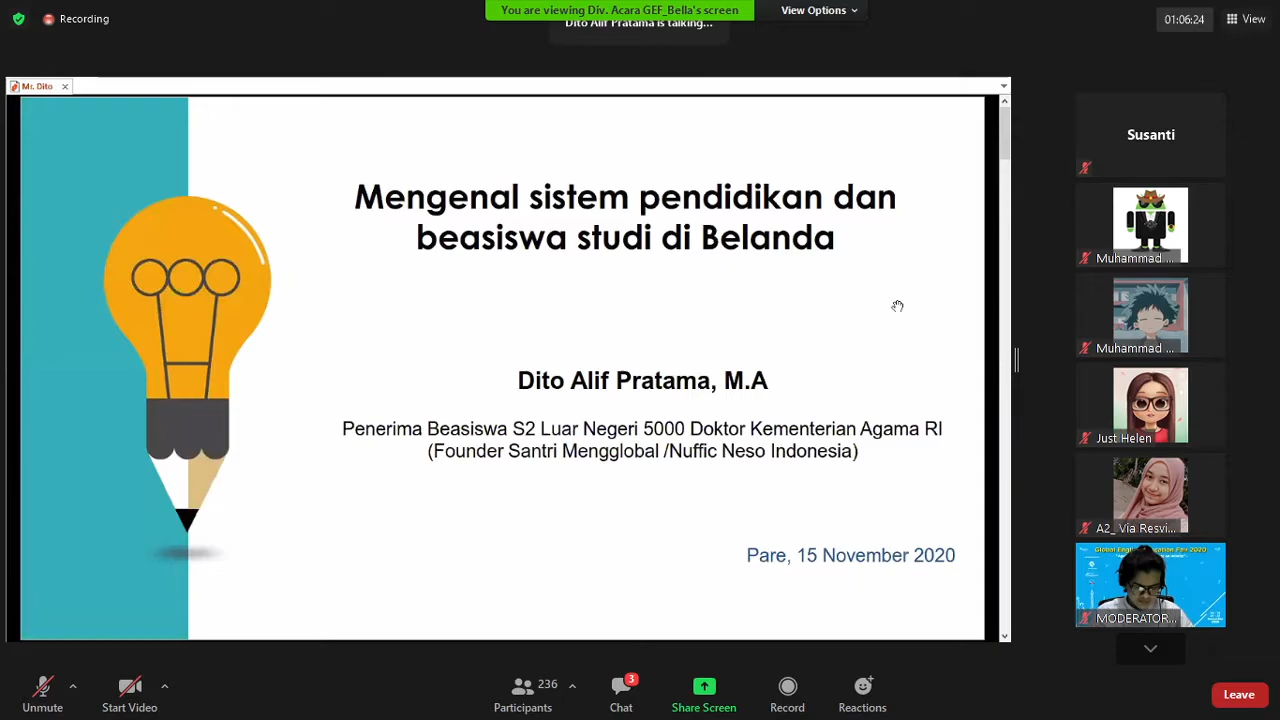 You are viewing Div. Acara GEF_Bella's screen
View Options
Dito Alif Pratama is talking...
Recording
01:06:24
View
Mr. Dito
Mengenal sistem pendidikan dan
beasiswa studi di Belanda
Dito Alif Pratama, M.A
Penerima Beasiswa S2 Luar Negeri 5000 Doktor Kementerian Agama RI
(Founder Santri Mengglobal /Nuffic Neso Indonesia)
Pare, 15 November 2020
Susanti
Muhammad ...
Muhammad ...
Just Helen
A2_ Via Resvi...
MODERATOR...
Unmute
Start Video
236
Participants
3
Chat
Share Screen
Record
Reactions
Leave